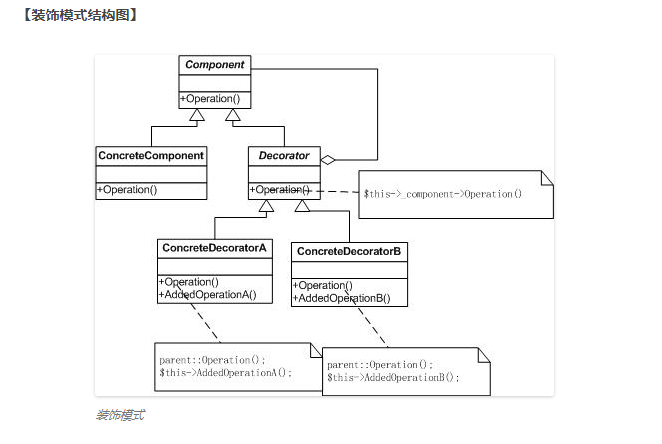 【装饰模式结构图】
Component
+Operation()
ConcreteComponent
+Operation()
Decorator
+Operation()
$this->_component->Operation()
ConcreteDecoratorA
+Operation()
+AddedOperationA()
ConcreteDecoratorB
+Operation()
+AddedOperationB()
parent::Operation();
$this->AddedOperationA();
parent::Operation();
$this->AddedOperationB();
装饰模式